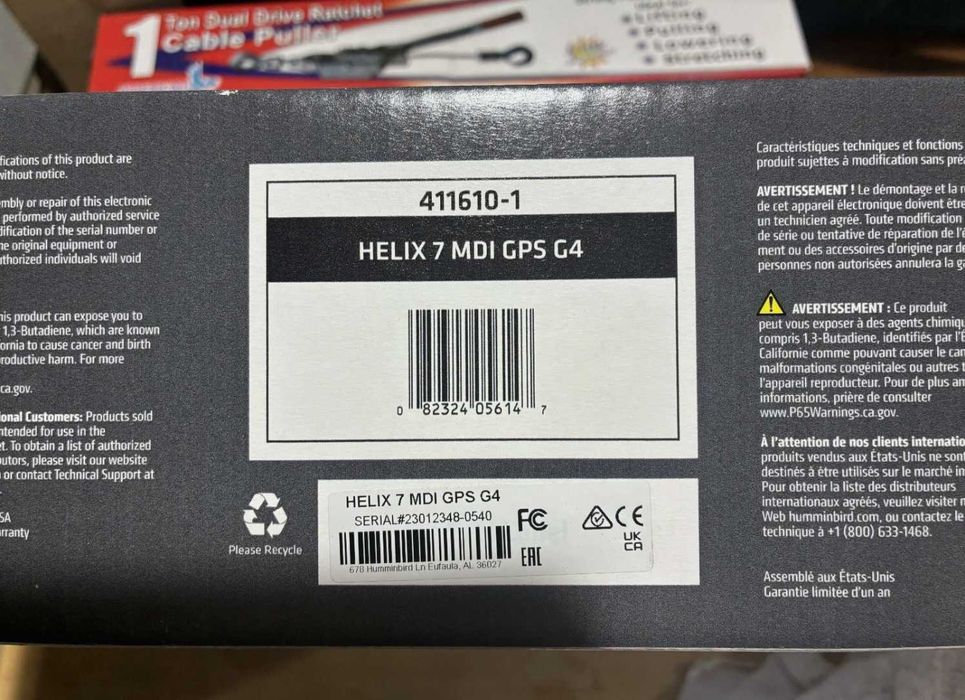 1 Ton Dual Drive Ratchet
Cable Puller
Lifting
Pulling
Lowering
Stretching
fications of this product are
without notice.
mbly or repair of this electronic
performed by authorized service
dification of the serial number or
he original equipment or
uthorized individuals will void
his product can expose you to
1,3-Butadiene, which are known
ornia to cause cancer and birth
roductive harm. For more
ca.gov.
ional Customers: Products sold
ntended for use in the
et. To obtain a list of authorized
butors, please visit our website
or contact Technical Support at
SA
rranty
411610-1
HELIX 7 MDI GPS G4
0 82324 05614 7
Please Recycle
HELIX 7 MDI GPS G4
SERIAL#23012348-0540
678 Humminbird Ln Eufaula, AL 36027
FC
EAC
CE
UK
CA
Caractéristiques techniques et fonctions
produit sujettes à modification sans préa
AVERTISSEMENT ! Le démontage et la r
de cet appareil électronique doivent être
un technicien agréé. Toute modification
de série ou tentative de réparation de l'é
ment ou des accessoires d'origine par de
personnes non autorisées annulera la ga
AVERTISSEMENT : Ce produit
peut vous exposer à des agents chimiqu
compris 1,3-Butadiene, identifiés par l'É
Californie comme pouvant causer le can
malformations congénitales ou autres t
l'appareil reproducteur. Pour de plus am
informations, prière de consulter
www.P65Warnings.ca.gov.
À l'attention de nos clients internatio
produits vendus aux États-Unis ne sont
destinés à être utilisés sur le marché in
Pour obtenir la liste des distributeurs
internationaux agréés, veuillez visiter n
Web humminbird.com, ou contactez le
technique à +1 (800) 633-1468.
Assemblé aux États-Unis
Garantie limitée d'un an